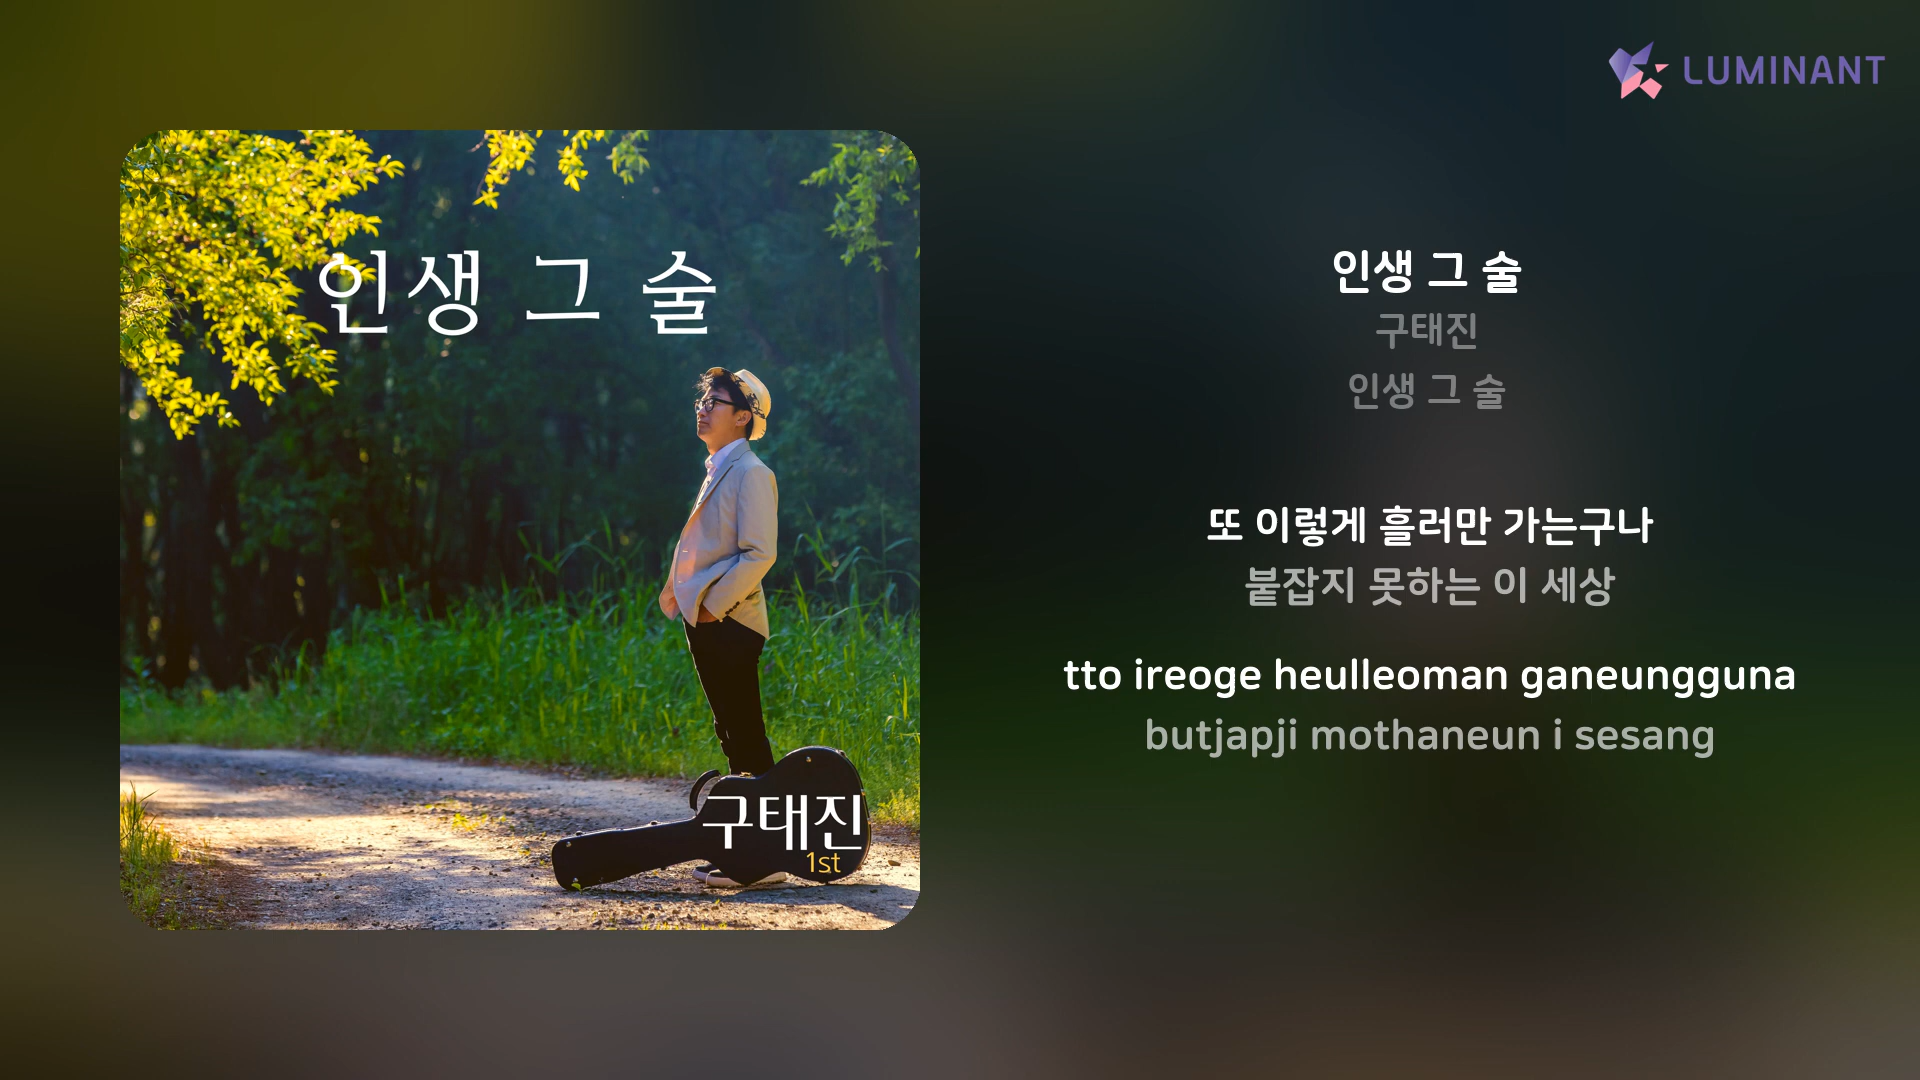 인생 그 술
구태진
1st
LUMINANT
인생 그 술
구태진
인생 그 술
또 이렇게 흘러만 가는구나
붙잡지 못하는 이 세상
tto ireoge heulleoman ganeungguna
butjapji mothaneun i sesang